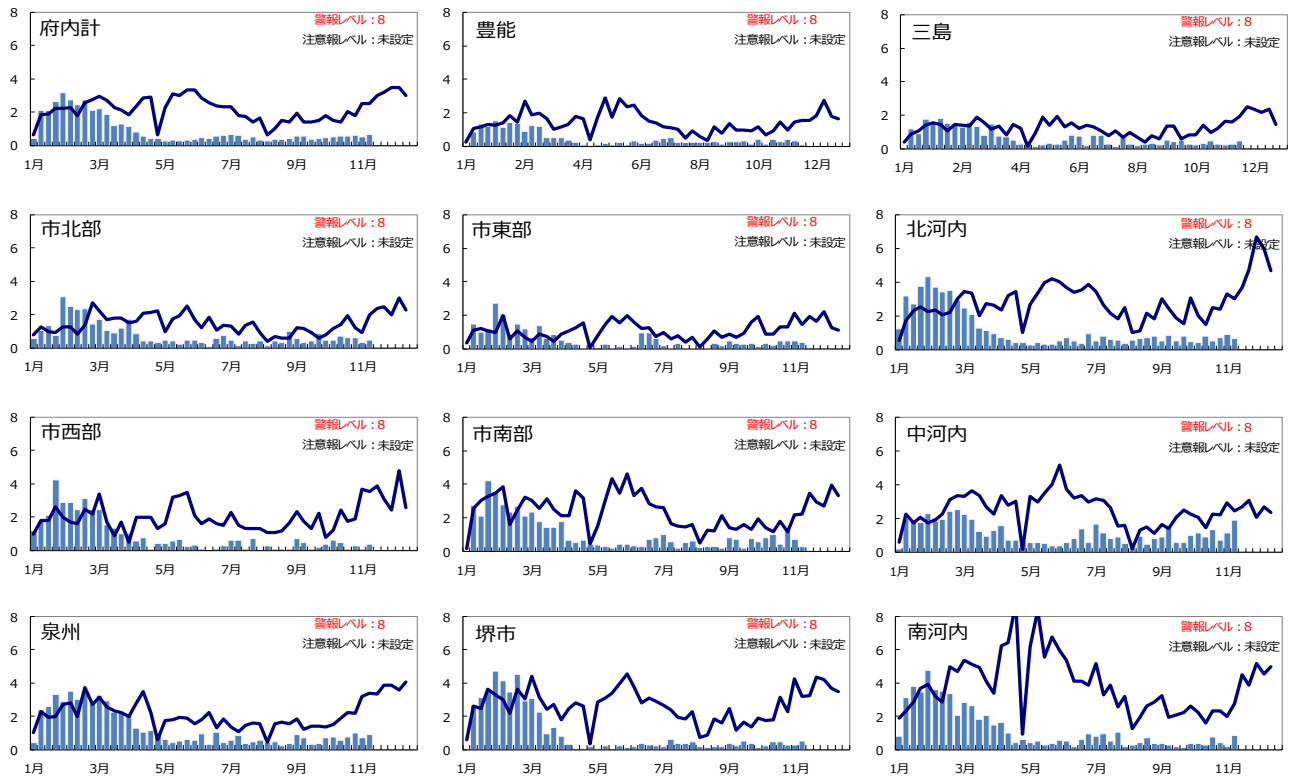 府内計
警報レベル：8
注意報レベル：未設定
8
6
4
2
0
1月 3月 5月 7月 9月 11月
豊能
警報レベル：8
注意報レベル：未設定
8
6
4
2
0
1月 2月 4月 6月 8月 10月 12月
三島
警報レベル：8
注意報レベル：未設定
8
6
4
2
0
1月 2月 4月 6月 8月 10月 12月
市北部
警報レベル：8
注意報レベル：未設定
8
6
4
2
0
1月 3月 5月 7月 9月 11月
市東部
警報レベル：8
注意報レベル：未設定
8
6
4
2
0
1月 3月 5月 7月 9月 11月
北河内
警報レベル：8
注意報レベル：未設定
8
6
4
2
0
1月 3月 5月 7月 9月 11月
市西部
警報レベル：8
注意報レベル：未設定
8
6
4
2
0
1月 3月 5月 7月 9月 11月
市南部
警報レベル：8
注意報レベル：未設定
8
6
4
2
0
1月 3月 5月 7月 9月 11月
中河内
警報レベル：8
注意報レベル：未設定
8
6
4
2
0
1月 3月 5月 7月 9月 11月
泉州
警報レベル：8
注意報レベル：未設定
8
6
4
2
0
1月 3月 5月 7月 9月 11月
堺市
警報レベル：8
注意報レベル：未設定
8
6
4
2
0
1月 3月 5月 7月 9月 11月
南河内
警報レベル：8
注意報レベル：未設定
8
6
4
2
0
1月 3月 5月 7月 9月 11月